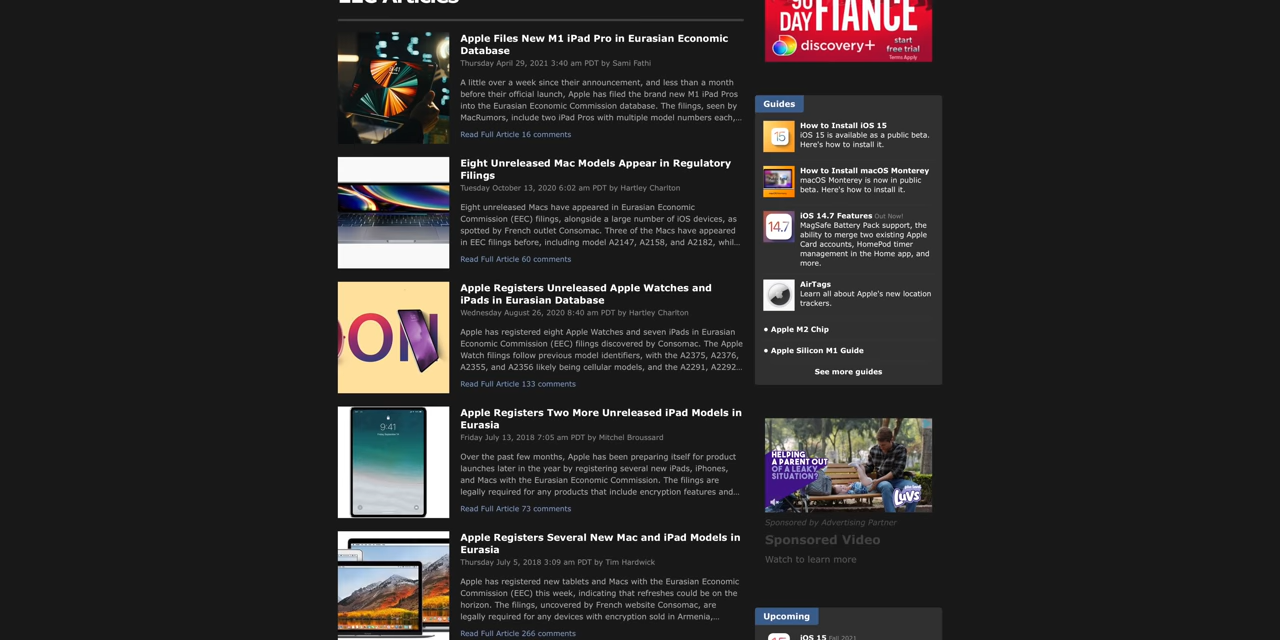 EEC Articles
Apple Files New M1 iPad Pro in Eurasian Economic
Database
Thursday April 29, 2021 3:40 am PDT by Sami Fathi
A little over a week since their announcement, and less than a month
before their official launch, Apple has filed the brand new M1 iPad Pros
into the Eurasian Economic Commission database. The filings, seen by
MacRumors, include two iPad Pros with multiple model numbers each,...
Read Full Article 16 comments
Eight Unreleased Mac Models Appear in Regulatory
Filings
Tuesday October 13, 2020 6:02 am PDT by Hartley Charlton
Eight unreleased Macs have appeared in Eurasian Economic
Commission (EEC) filings, alongside a large number of iOS devices, as
spotted by French outlet Consomac. Three of the Macs have appeared
in EEC filings before, including model A2147, A2158, and A2182, whil...
Read Full Article 60 comments
Apple Registers Unreleased Apple Watches and
iPads in Eurasian Database
Wednesday August 26, 2020 8:40 am PDT by Hartley Charlton
Apple has registered eight Apple Watches and seven iPads in Eurasian
Economic Commission (EEC) filings discovered by Consomac. The Apple
Watch filings follow previous model identifiers, with the A2375, A2376,
A2355, and A2356 likely being cellular models, and the A2291, A2292...
Read Full Article 133 comments
9:41
Apple Registers Two More Unreleased iPad Models in
Eurasia
Friday July 13, 2018 7:05 am PDT by Mitchel Broussard
Over the past few months, Apple has been preparing itself for product
launches later in the year by registering several new iPads, iPhones,
and Macs with the Eurasian Economic Commission. The filings are
legally required for any products that include encryption features and...
Read Full Article 73 comments
Apple Registers Several New Mac and iPad Models in
Eurasia
Thursday July 5, 2018 3:09 am PDT by Tim Hardwick
Apple has registered new tablets and Macs with the Eurasian Economic
Commission (EEC) this week, indicating that refreshes could be on the
horizon. The filings, uncovered by French website Consomac, are
legally required for any devices with encryption sold in Armenia,...
Read Full Article 266 comments
90
DAY FIANCE
discovery+
start
free trial
Terms Apply
Guides
15
How to Install iOS 15
iOS 15 is available as a public beta.
Here's how to install it.
How to Install macOS Monterey
macOS Monterey is now in public
beta. Here's how to install it.
14.7
iOS 14.7 Features Out Now!
MagSafe Battery Pack support, the
ability to merge two existing Apple
Card accounts, HomePod timer
management in the Home app, and
more.
AirTags
Learn all about Apple's new location
trackers.
• Apple M2 Chip
• Apple Silicon M1 Guide
See more guides
HELPING
A PARENT OUT
OF A LEAKY
SITUATION?
Luvs
Sponsored by Advertising Partner
Sponsored Video
Watch to learn more
Upcoming
15
iOS 15 Fall 2021